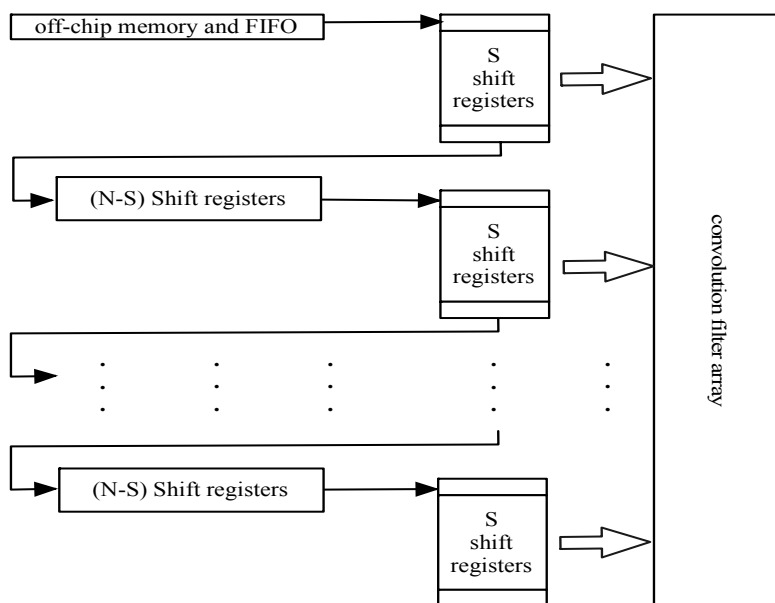 off-chip memory and FIFO
S
shift
registers
(N-S) Shift registers
S
shift
registers
convolution filter array
(N-S) Shift registers
S
shift
registers